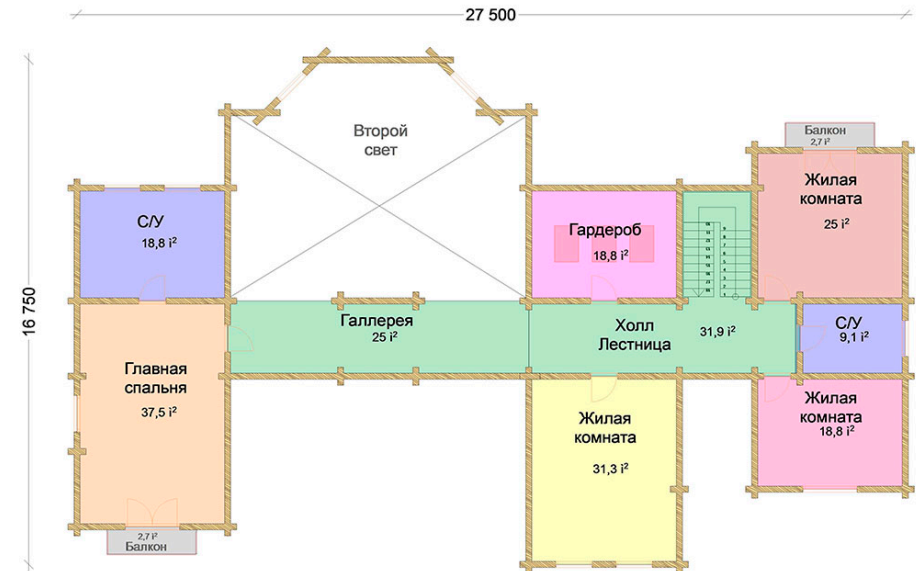 27 500
16 750
Второй
свет
Балкон
2,7 i²
Жилая
комната
25 i²
С/У
18,8 i²
Гардероб
18,8 i²
Галлерея
25 i²
Холл
Лестница
31,9 i²
С/У
9,1 i²
Главная
спальня
37,5 i²
Жилая
комната
18,8 i²
Жилая
комната
31,3 i²
2,7 i²
Балкон